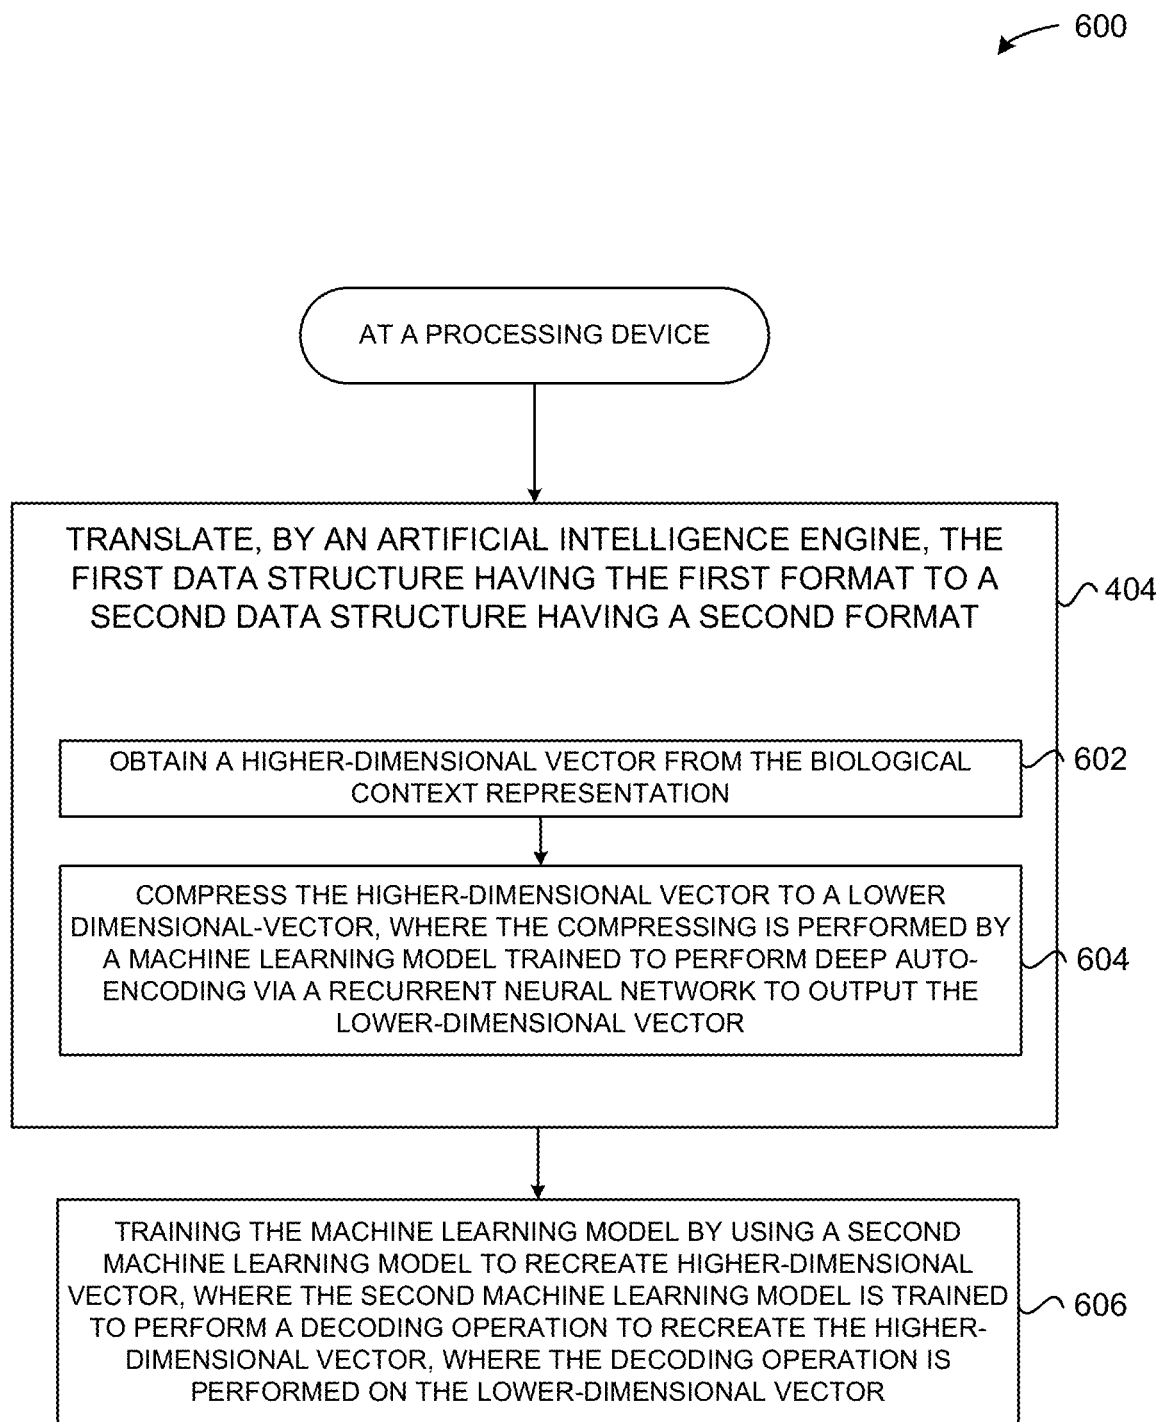 600
AT A PROCESSING DEVICE
TRANSLATE, BY AN ARTIFICIAL INTELLIGENCE ENGINE, THE
FIRST DATA STRUCTURE HAVING THE FIRST FORMAT TO A
SECOND DATA STRUCTURE HAVING A SECOND FORMAT
404
OBTAIN A HIGHER-DIMENSIONAL VECTOR FROM THE BIOLOGICAL
CONTEXT REPRESENTATION
602
COMPRESS THE HIGHER-DIMENSIONAL VECTOR TO A LOWER
DIMENSIONAL-VECTOR, WHERE THE COMPRESSING IS PERFORMED BY
A MACHINE LEARNING MODEL TRAINED TO PERFORM DEEP AUTO-
ENCODING VIA A RECURRENT NEURAL NETWORK TO OUTPUT THE
LOWER-DIMENSIONAL VECTOR
604
TRAINING THE MACHINE LEARNING MODEL BY USING A SECOND
MACHINE LEARNING MODEL TO RECREATE HIGHER-DIMENSIONAL
VECTOR, WHERE THE SECOND MACHINE LEARNING MODEL IS TRAINED
TO PERFORM A DECODING OPERATION TO RECREATE THE HIGHER-
DIMENSIONAL VECTOR, WHERE THE DECODING OPERATION IS
PERFORMED ON THE LOWER-DIMENSIONAL VECTOR
606